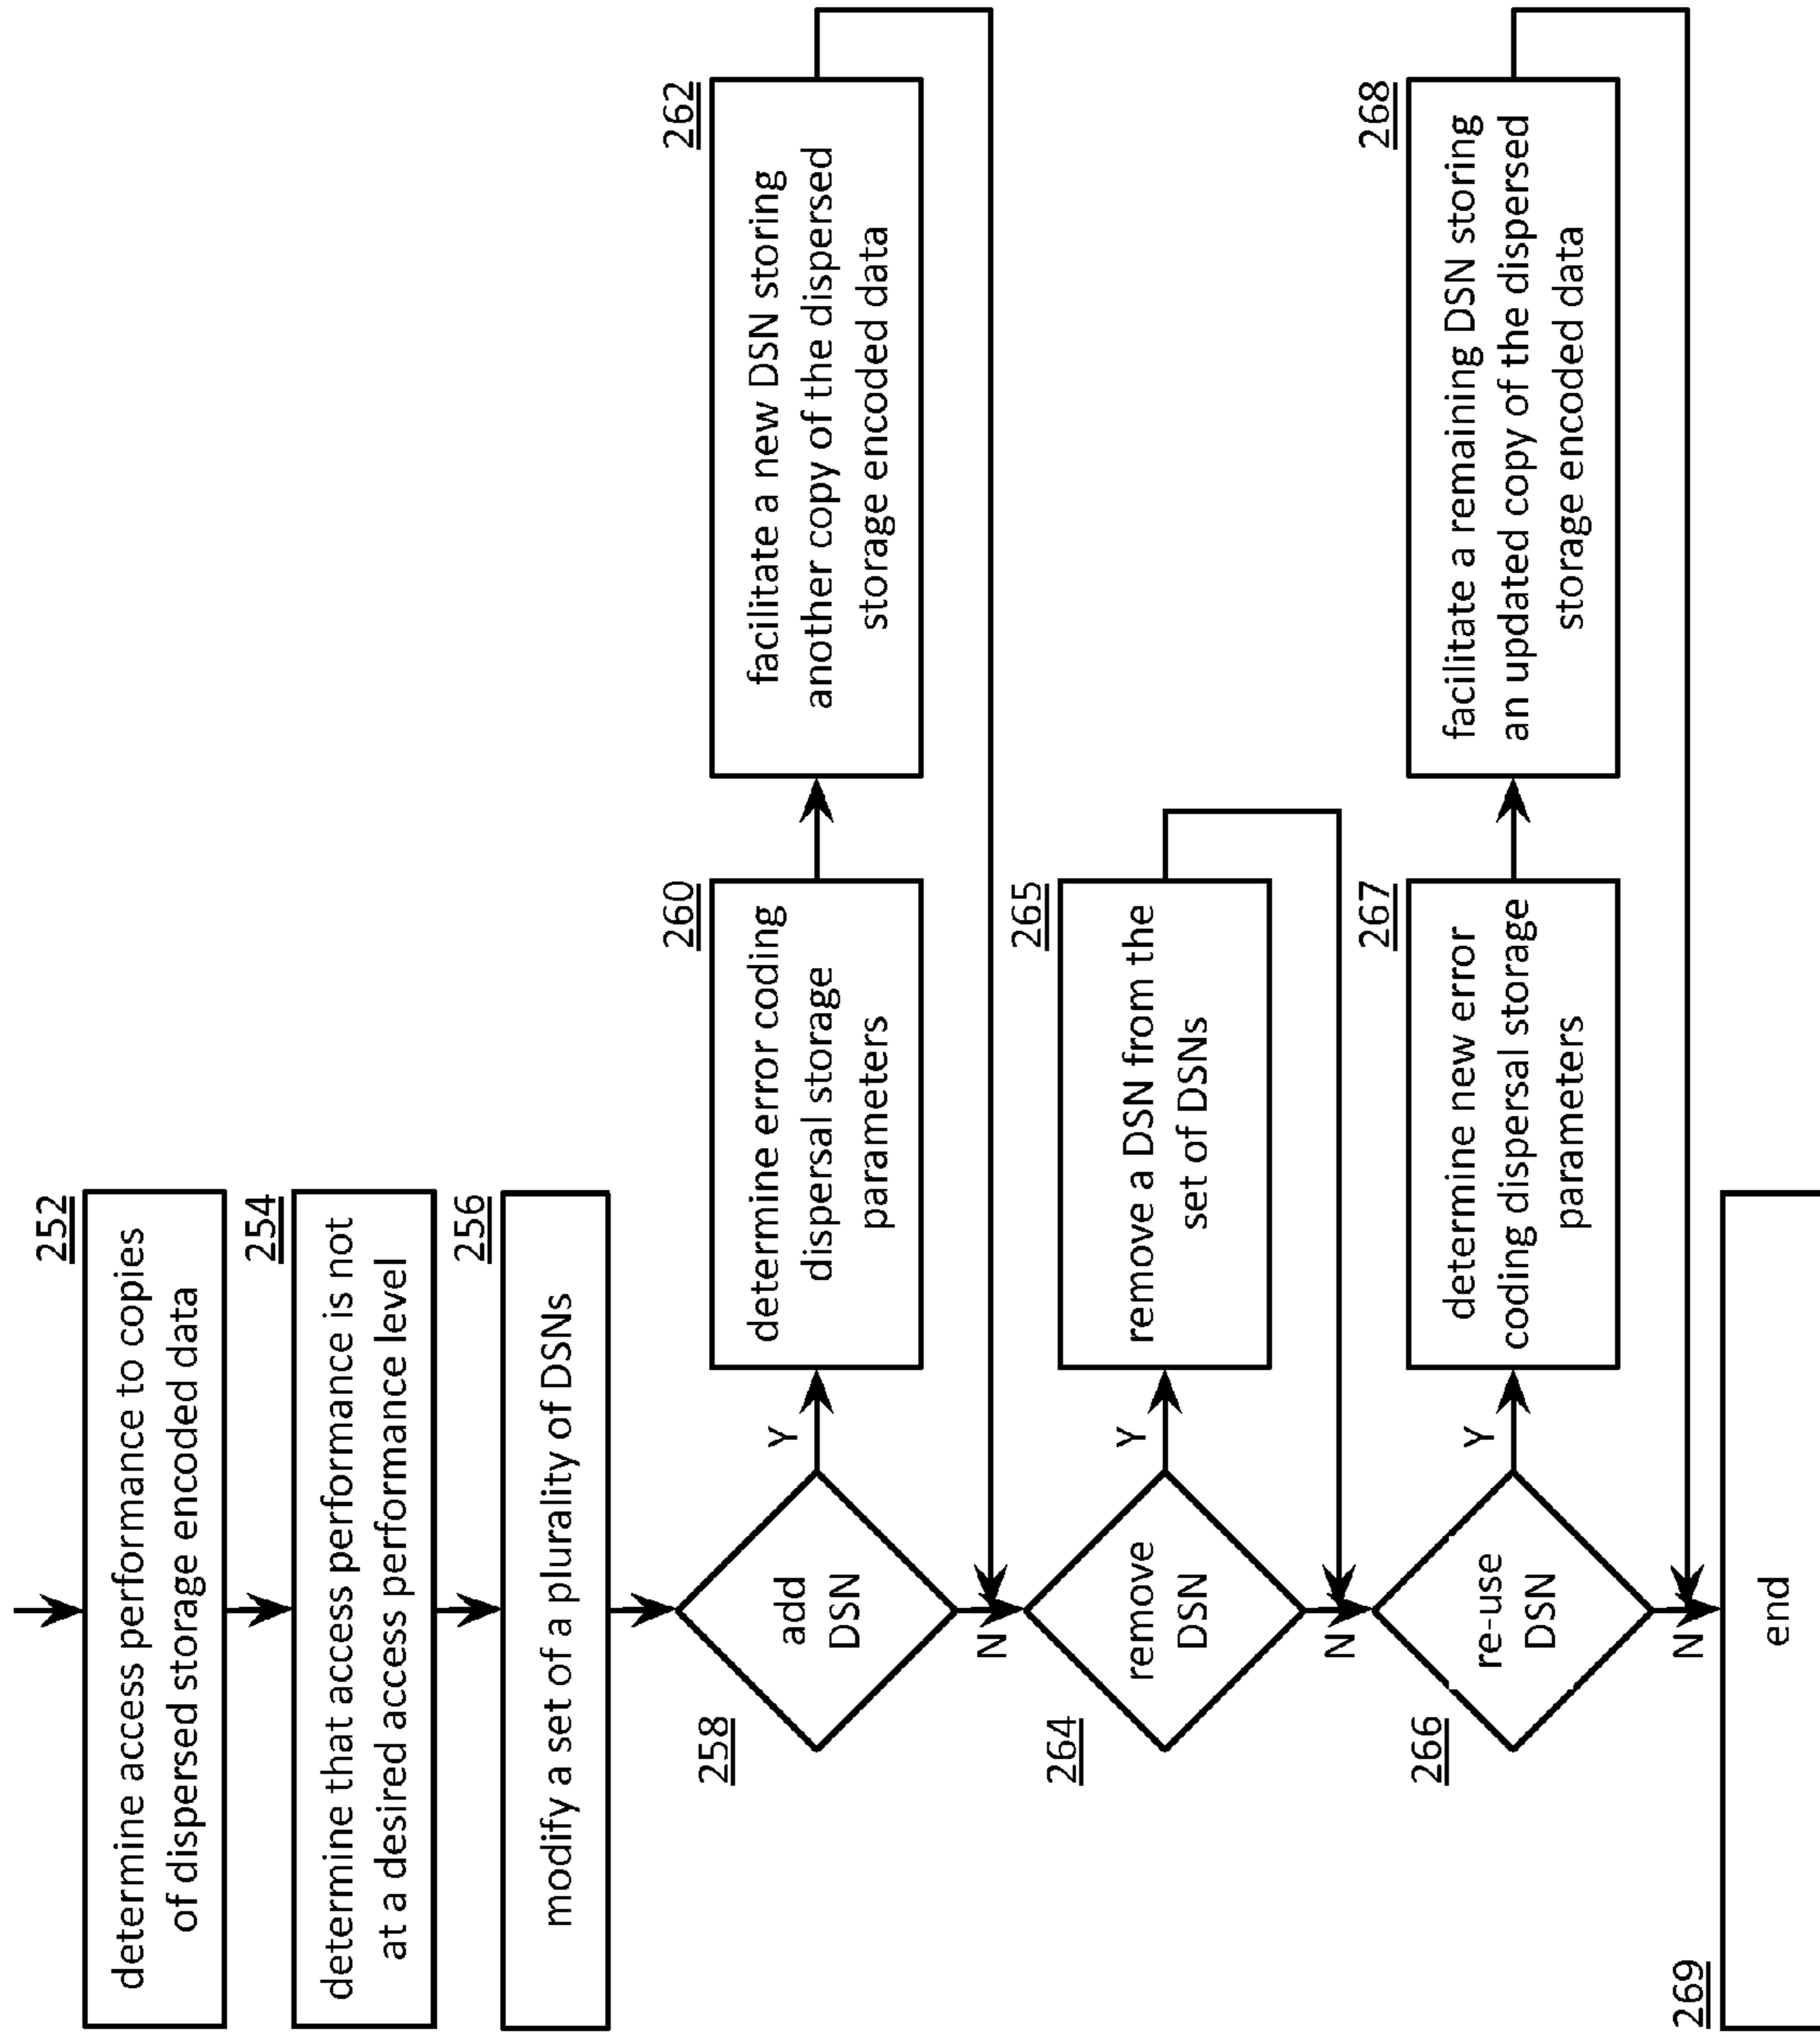 252
determine access performance to copies
of dispersed storage encoded data
254
determine that access performance is not
at a desired access performance level
256
modify a set of a plurality of DSNs
258
add
DSN
Y
N
260
determine error coding
dispersal storage
parameters
262
facilitate a new DSN storing
another copy of the dispersed
storage encoded data
264
remove
DSN
Y
N
265
remove a DSN from the
set of DSNs
266
re-use
DSN
Y
N
267
determine new error
coding dispersal storage
parameters
268
facilitate a remaining DSN storing
an updated copy of the dispersed
storage encoded data
269
end